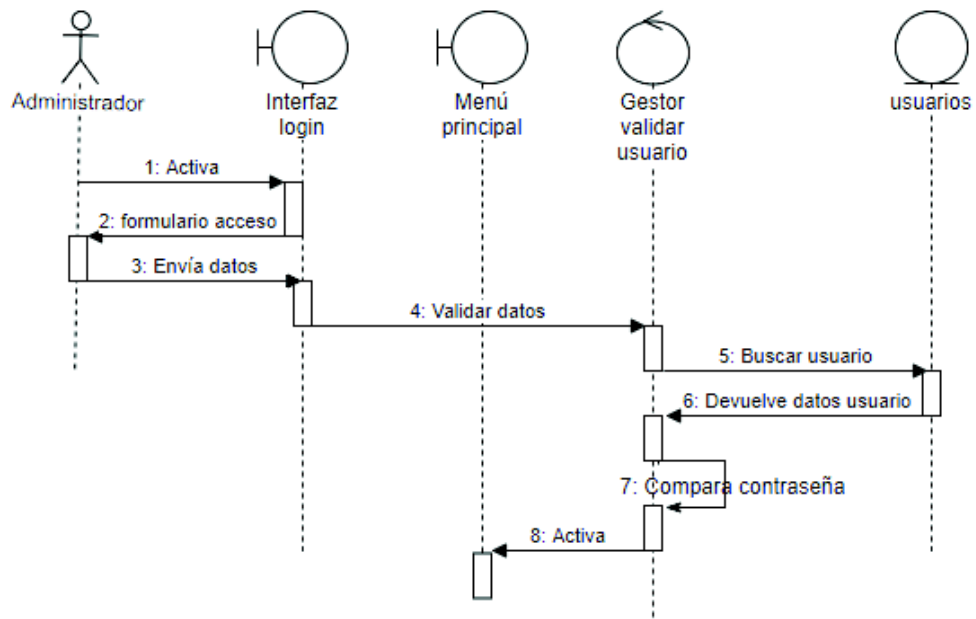 Administrador
Interfaz
login
Menú
principal
Gestor
validar
usuario
usuarios
1: Activa
2: formulario acceso
3: Envía datos
4: Validar datos
5: Buscar usuario
6: Devuelve datos usuario
7: Compara contraseña
8: Activa